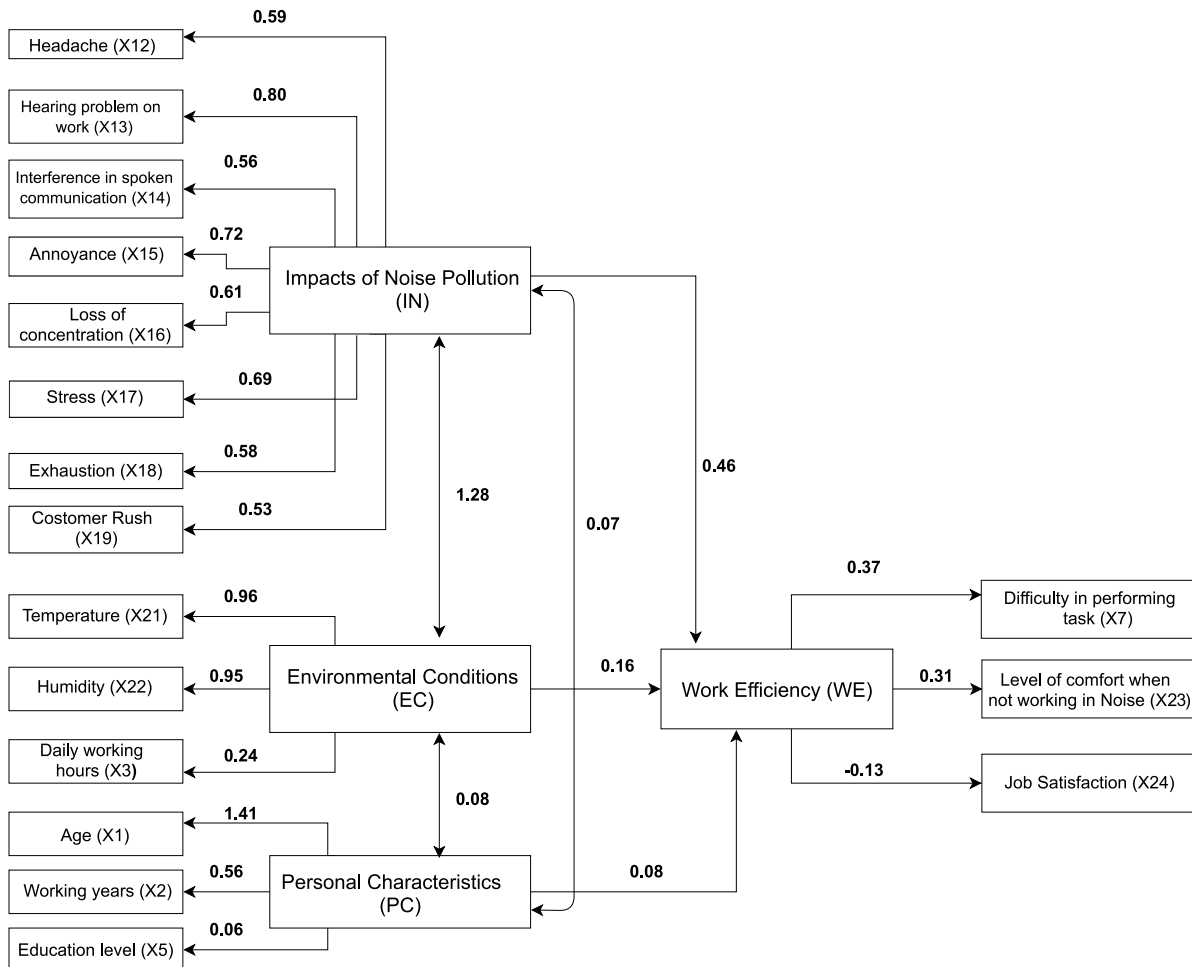 0.59
Headache (X12)
0.80
Hearing problem on
work (X13)
0.56
Interference in spoken
communication (X14)
0.72
Annoyance (X15)
Impacts of Noise Pollution
(IN)
0.61
Loss of
concentration (X16)
0.69
Stress (X17)
0.58
Exhaustion (X18)
0.46
1.28
0.53
Costomer Rush
(X19)
0.07
0.96
Temperature (X21)
0.37
Difficulty in performing
task (X7)
0.95
Humidity (X22)
Environmental Conditions
(EC)
0.16
Work Efficiency (WE)
0.31
Level of comfort when
not working in Noise (X23)
0.24
Daily working
hours (X3)
-0.13
Job Satisfaction (X24)
0.08
1.41
Age (X1)
0.56
Working years (X2)
Personal Characteristics
(PC)
0.08
0.06
Education level (X5)